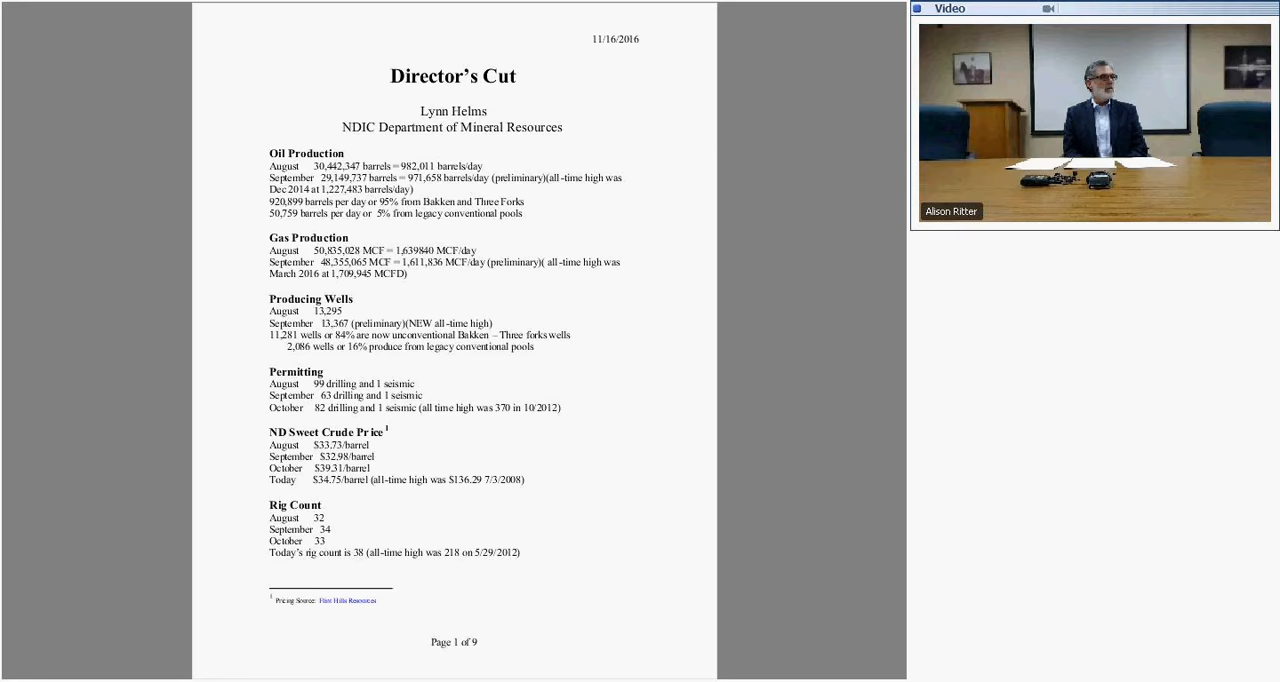 11/16/2016
Director's Cut
Lynn Helms
NDIC Department of Mineral Resources
Oil Production
August 30,442,347 barrels = 982,011 barrels/day
September 29,149,737 barrels = 971,658 barrels/day (preliminary)(all-time high was
Dec 2014 at 1,227,483 barrels/day)
920,899 barrels per day or 95% from Bakken and Three Forks
50,759 barrels per day or 5% from legacy conventional pools
Gas Production
August 50,835,028 MCF = 1,639840 MCF/day
September 48,355,065 MCF = 1,611,836 MCF/day (preliminary)( all-time high was
March 2016 at 1,709,945 MCFD)
Producing Wells
August 13,295
September 13,367 (preliminary)(NEW all-time high)
11,281 wells or 84% are now unconventional Bakken – Three forks wells
2,086 wells or 16% produce from legacy conventional pools
Permitting
August 99 drilling and 1 seismic
September 63 drilling and 1 seismic
October 82 drilling and 1 seismic (all time high was 370 in 10/2012)
ND Sweet Crude Price1
August $33.73/barrel
September $32.98/barrel
October $39.31/barrel
Today $34.75/barrel (all-time high was $136.29 7/3/2008)
Rig Count
August 32
September 34
October 33
Today's rig count is 38 (all-time high was 218 on 5/29/2012)
1 Pricing Source: Flint Hills Resources
Page 1 of 9
Video
Alison Ritter